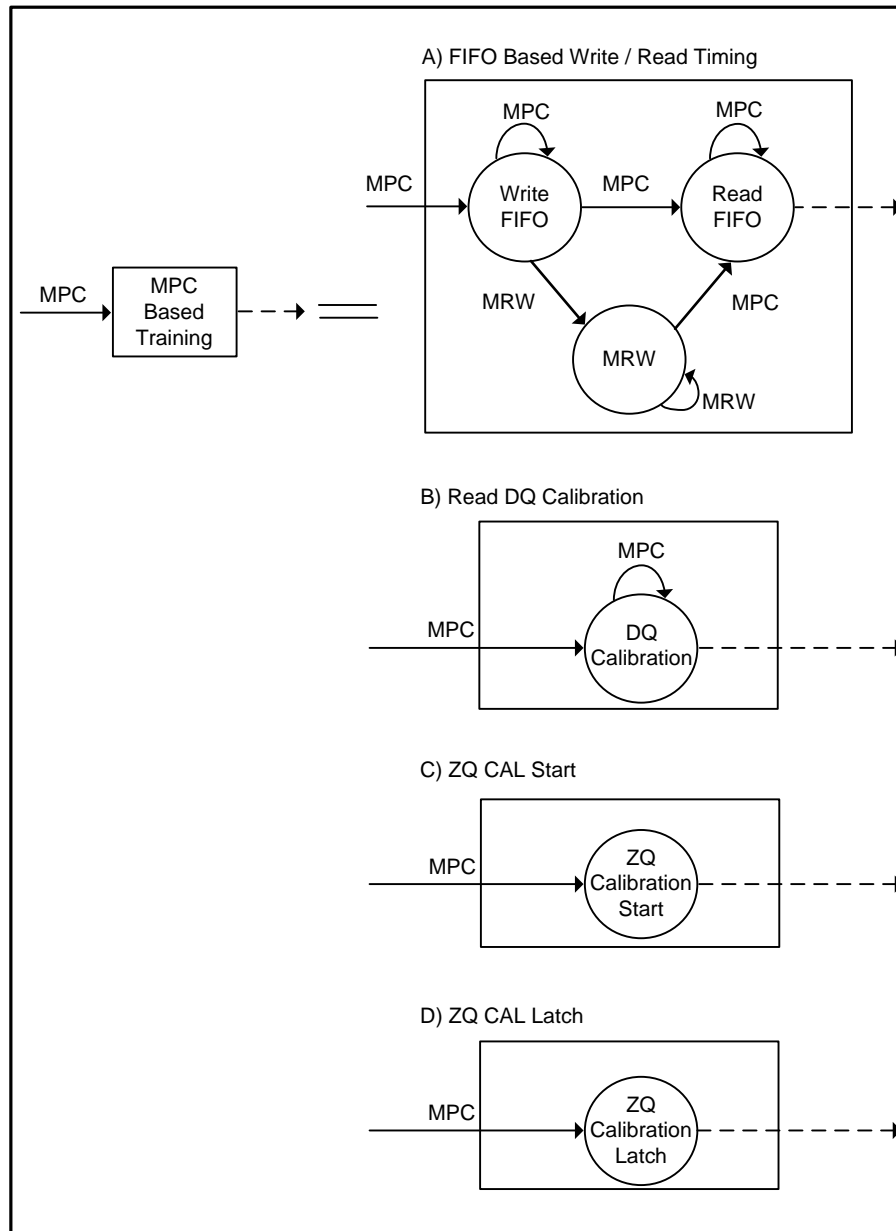 A) FIFO Based Write / Read Timing
MPC
MPC
MPC
Write
FIFO
MPC
Read
FIFO
MPC
MPC
Based
Training
MRW
MPC
MRW
MRW
B) Read DQ Calibration
MPC
MPC
DQ
Calibration
C) ZQ CAL Start
MPC
ZQ
Calibration
Start
D) ZQ CAL Latch
MPC
ZQ
Calibration
Latch